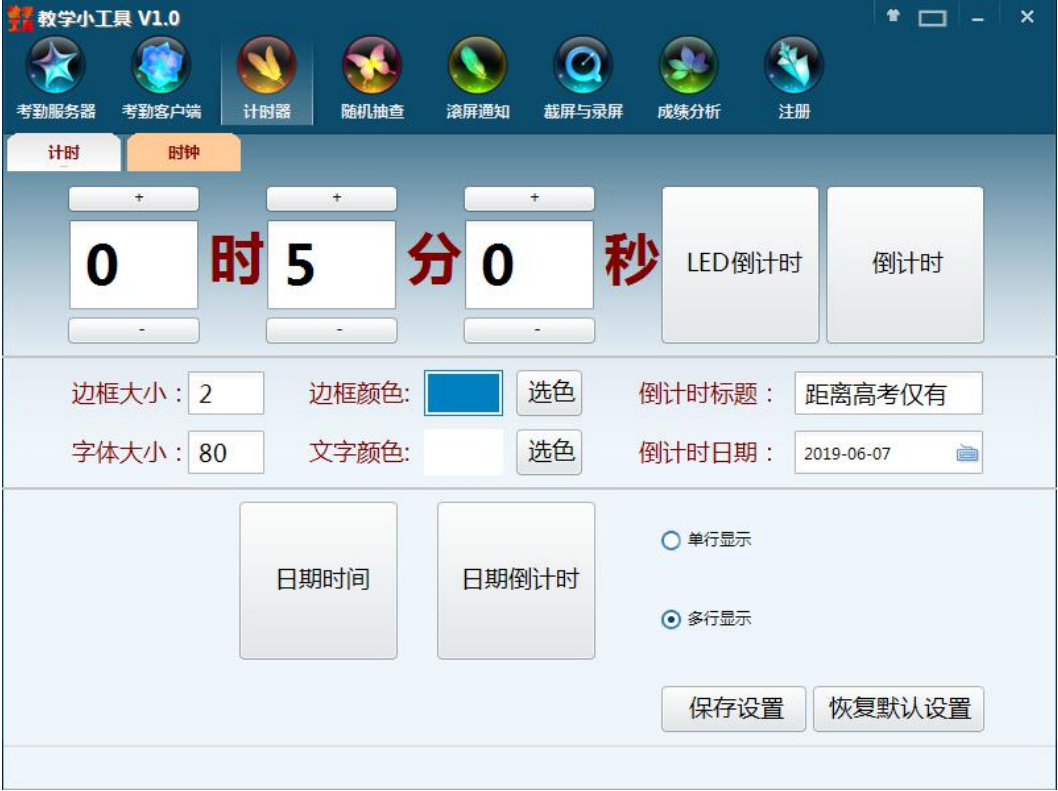 教学小工具 V1.0
考勤服务器 考勤客户端 计时器 随机抽查 滚屏通知 截屏与录屏 成绩分析 注册
计时 时钟
+ + +
0 时 5 分 0 秒 LED倒计时 倒计时
- - -
边框大小：2 边框颜色: 选色 倒计时标题： 距离高考仅有
字体大小：80 文字颜色: 选色 倒计时日期： 2019-06-07
日期时间 日期倒计时 单行显示
多行显示
保存设置 恢复默认设置